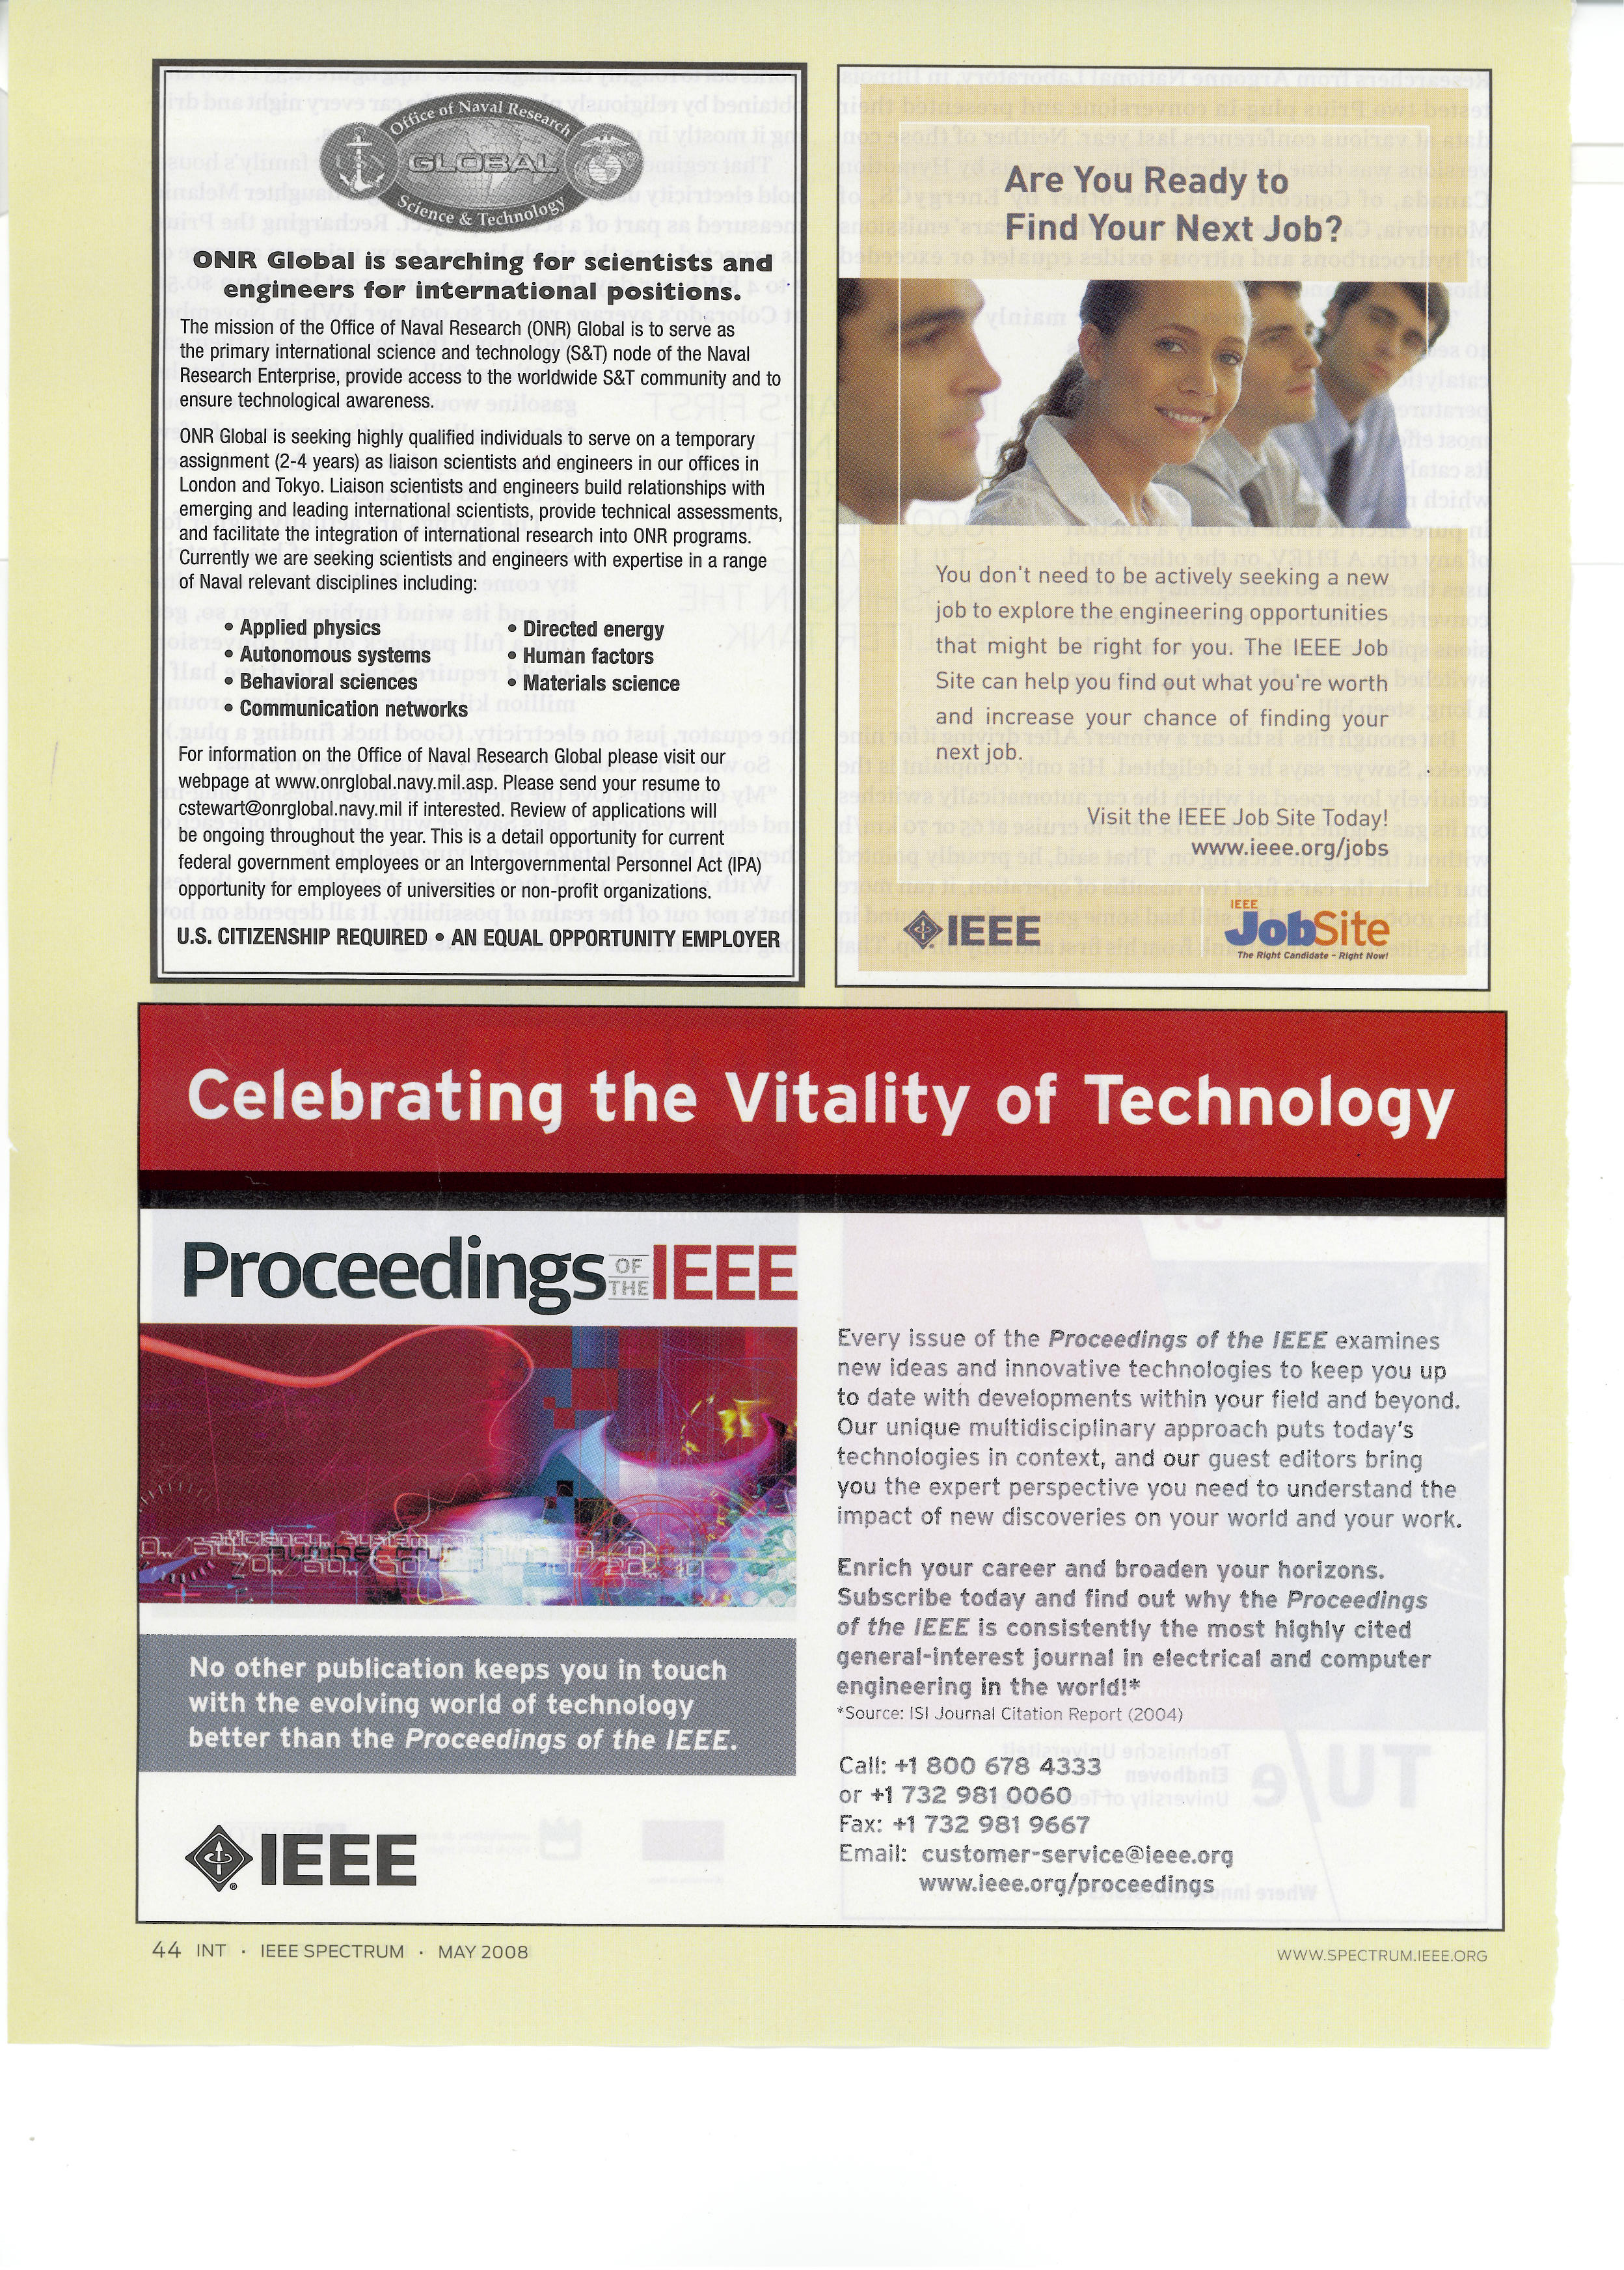 Office of Naval Research
USN
GLOBAL
Science & Technology
ONR Global is searching for scientists and
engineers for international positions.
The mission of the Office of Naval Research (ONR) Global is to serve as
the primary international science and technology (S&T) node of the Naval
Research Enterprise, provide access to the worldwide S&T community and to
ensure technological awareness.
ONR Global is seeking highly qualified individuals to serve on a temporary
assignment (2-4 years) as liaison scientists and engineers in our offices in
London and Tokyo. Liaison scientists and engineers build relationships with
emerging and leading international scientists, provide technical assessments,
and facilitate the integration of international research into ONR programs.
Currently we are seeking scientists and engineers with expertise in a range
of Naval relevant disciplines including:
• Applied physics
• Autonomous systems
• Behavioral sciences
• Communication networks
• Directed energy
• Human factors
• Materials science
For information on the Office of Naval Research Global please visit our
webpage at www.onrglobal.navy.mil.asp. Please send your resume to
cstewart@onrglobal.navy.mil if interested. Review of applications will
be ongoing throughout the year. This is a detail opportunity for current
federal government employees or an Intergovernmental Personnel Act (IPA)
opportunity for employees of universities or non-profit organizations.
U.S. CITIZENSHIP REQUIRED • AN EQUAL OPPORTUNITY EMPLOYER
Are You Ready to
Find Your Next Job?
You don't need to be actively seeking a new
job to explore the engineering opportunities
that might be right for you. The IEEE Job
Site can help you find out what you're worth
and increase your chance of finding your
next job.
Visit the IEEE Job Site Today!
www.ieee.org/jobs
IEEE
IEEE
JobSite
The Right Candidate - Right Now!
Celebrating the Vitality of Technology
Proceedings OF THE IEEE
efficiency, system
number
70. 60. 50.
10. 20.
No other publication keeps you in touch
with the evolving world of technology
better than the Proceedings of the IEEE.
IEEE
Every issue of the Proceedings of the IEEE examines
new ideas and innovative technologies to keep you up
to date with developments within your field and beyond.
Our unique multidisciplinary approach puts today's
technologies in context, and our guest editors bring
you the expert perspective you need to understand the
impact of new discoveries on your world and your work.
Enrich your career and broaden your horizons.
Subscribe today and find out why the Proceedings
of the IEEE is consistently the most highly cited
general-interest journal in electrical and computer
engineering in the world!*
*Source: ISI Journal Citation Report (2004)
Call: +1 800 678 4333
or +1 732 981 0060
Fax: +1 732 981 9667
Email: customer-service@ieee.org
www.ieee.org/proceedings
44 INT · IEEE SPECTRUM · MAY 2008
WWW.SPECTRUM.IEEE.ORG